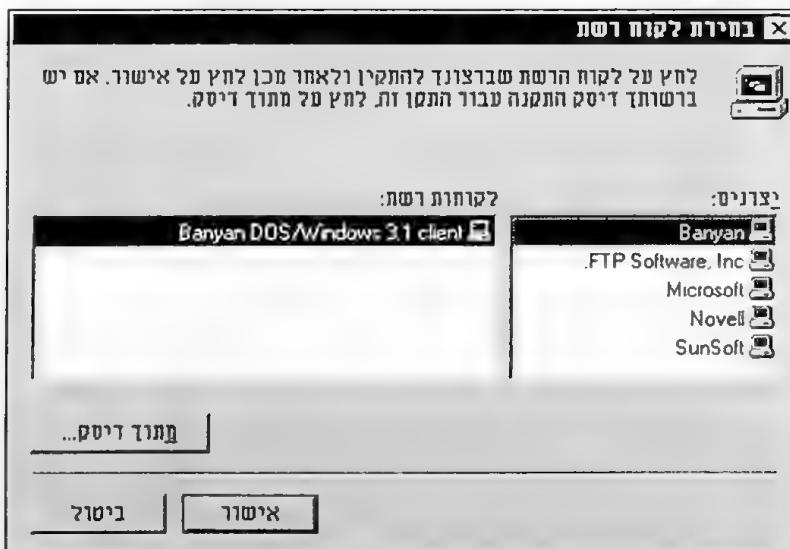 בחירת לקוח רשת
לחץ על לקוח הרשת שברצונך להתקין ולאחר מכן לחץ על אישור. אם יש
ברשותך דיסק התקנה עבור התקן זה, לחץ על מתוך דיסק.
יצרנים:
Banyan
FTP Software, Inc.
Microsoft
Novell
SunSoft
לקוחות רשת:
Banyan DOS/Windows 3.1 client
מתוך דיסק...
אישור
ביטול